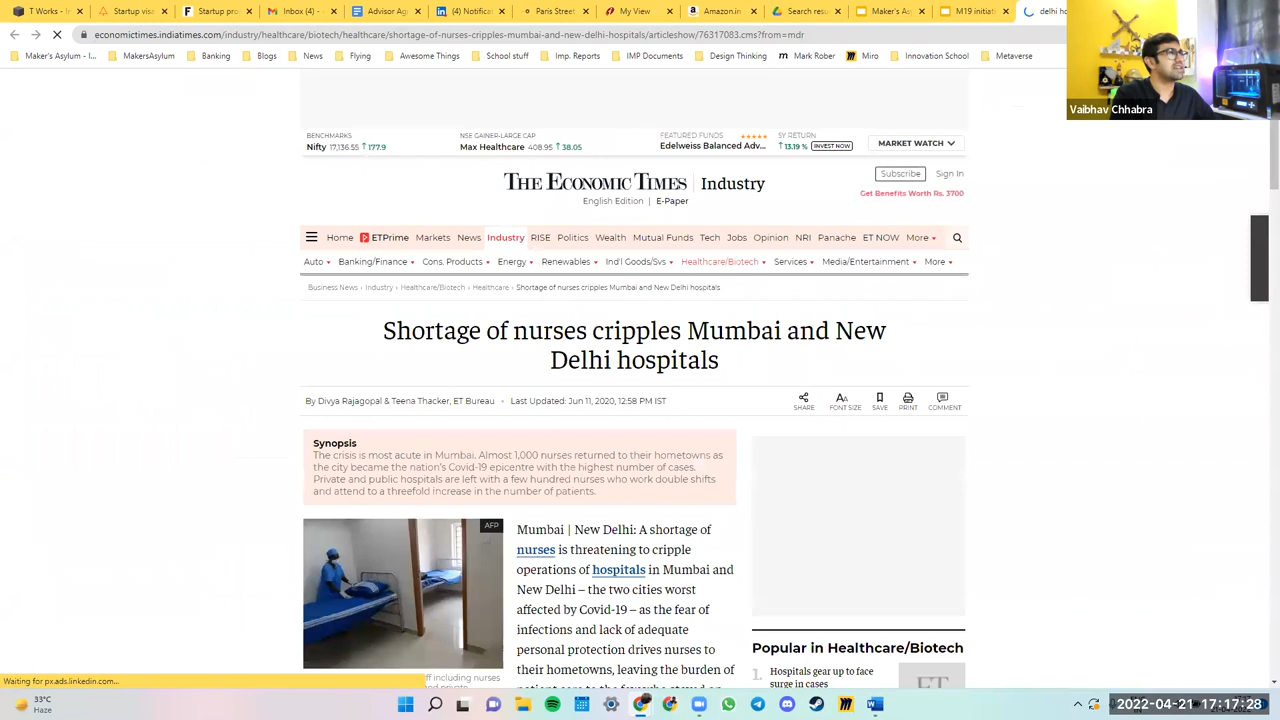 T Works - In
Startup visa
Startup prog
Inbox (4) -
Advisor Ag
(4) Notificat
Paris Street
My Review
Amazon.in
Search resu
Maker's Asy
M19 initiat
delhi ho
economictimes.indiatimes.com/industry/healthcare/biotech/healthcare/shortage-of-nurses-cripples-mumbai-and-new-delhi-hospitals/articleshow/76317083.cms?from=mdr
Maker's Asylum - I... MakersAsylum Banking Blogs News Flying Awesome Things School stuff Imp. Reports IMP Documents Design Thinking Mark Rober Miro Innovation School Metaverse
Vaibhav Chhabra
BENCHMARKS
Nifty 17,136.55 ↑ 177.9
NSE GAINER-LARGE CAP
Max Healthcare 408.95 ↑ 38.05
FEATURED FUNDS ★★★★★
Edelweiss Balanced Adv...
5Y RETURN
↑ 13.19 % INVEST NOW
MARKET WATCH
THE ECONOMIC TIMES | Industry
English Edition | E-Paper
Subscribe Sign In
Get Benefits Worth Rs. 3700
Home ETPrime Markets News Industry RISE Politics Wealth Mutual Funds Tech Jobs Opinion NRI Panache ET NOW More
Auto Banking/Finance Cons. Products Energy Renewables Ind'l Goods/Svs Healthcare/Biotech Services Media/Entertainment More
Business News › Industry › Healthcare/Biotech › Healthcare › Shortage of nurses cripples Mumbai and New Delhi hospitals
Shortage of nurses cripples Mumbai and New
Delhi hospitals
By Divya Rajagopal & Teena Thacker, ET Bureau • Last Updated: Jun 11, 2020, 12:58 PM IST
SHARE FONT SIZE SAVE PRINT COMMENT
Synopsis
The crisis is most acute in Mumbai. Almost 1,000 nurses returned to their hometowns as
the city became the nation's Covid-19 epicentre with the highest number of cases.
Private and public hospitals are left with a few hundred nurses who work double shifts
and attend to a threefold increase in the number of patients.
AFP
Mumbai | New Delhi: A shortage of
nurses is threatening to cripple
operations of hospitals in Mumbai and
New Delhi – the two cities worst
affected by Covid-19 – as the fear of
infections and lack of adequate
personal protection drives nurses to
their hometowns, leaving the burden of
ff including nurses
Popular in Healthcare/Biotech
1. Hospitals gear up to face
surge in cases
ET
Waiting for px.ads.linkedin.com...
33°C
Haze
2022-04-21 17:17:28